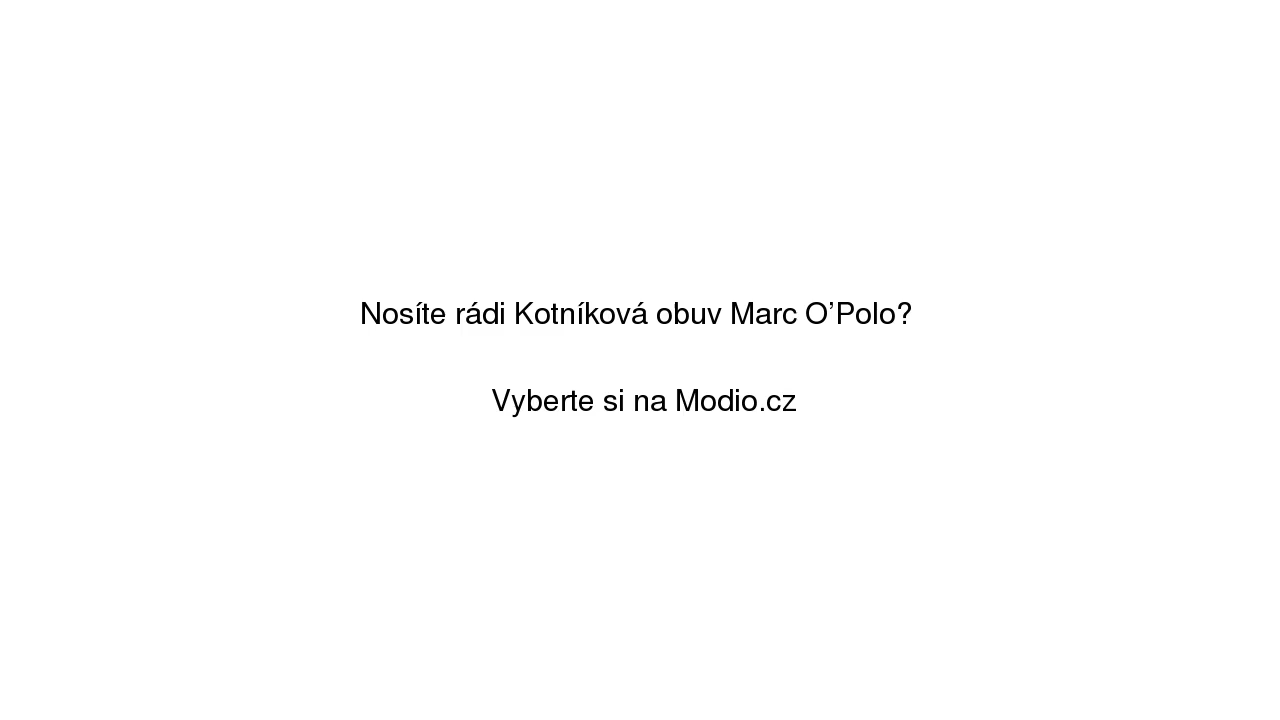 Nosíte rádi Kotníková obuv Marc O’Polo?
Vyberte si na Modio.cz